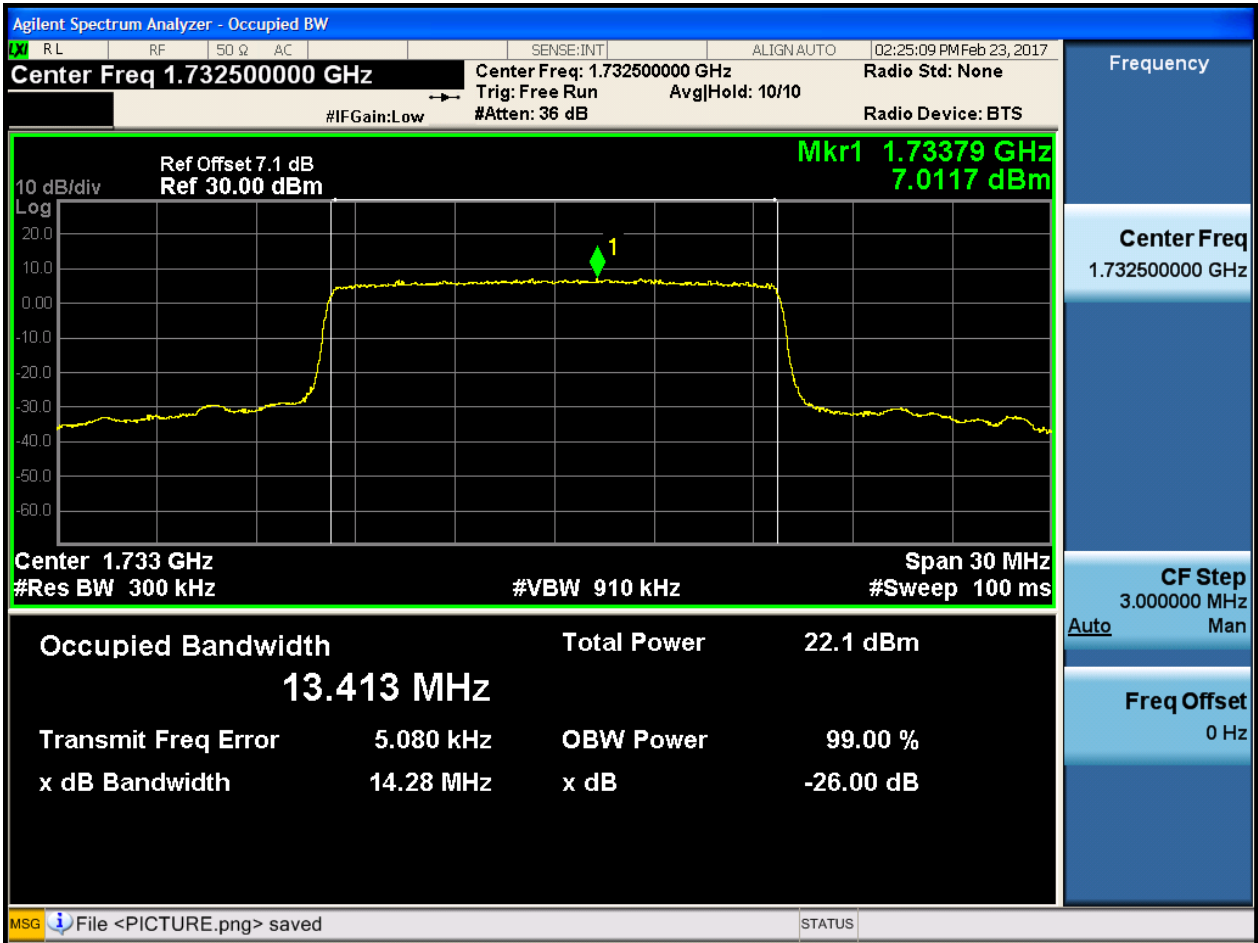 Agilent Spectrum Analyzer - Occupied BW
LXI RL RF 50 Ω AC SENSE:INT ALIGN AUTO 02:25:09 PM Feb 23, 2017
Center Freq 1.732500000 GHz
Center Freq: 1.732500000 GHz
Radio Std: None
Trig: Free Run Avg|Hold: 10/10
#IFGain:Low
#Atten: 36 dB
Radio Device: BTS
Mkr1 1.73379 GHz
7.0117 dBm
Ref Offset 7.1 dB
10 dB/div Ref 30.00 dBm
Log
20.0
10.0
0.00
-10.0
-20.0
-30.0
-40.0
-50.0
-60.0
1
Center 1.733 GHz Span 30 MHz
#Res BW 300 kHz #VBW 910 kHz #Sweep 100 ms
Occupied Bandwidth Total Power 22.1 dBm
13.413 MHz
Transmit Freq Error 5.080 kHz OBW Power 99.00 %
x dB Bandwidth 14.28 MHz x dB -26.00 dB
Frequency
Center Freq
1.732500000 GHz
CF Step
3.000000 MHz
Auto Man
Freq Offset
0 Hz
MSG File <PICTURE.png> saved STATUS